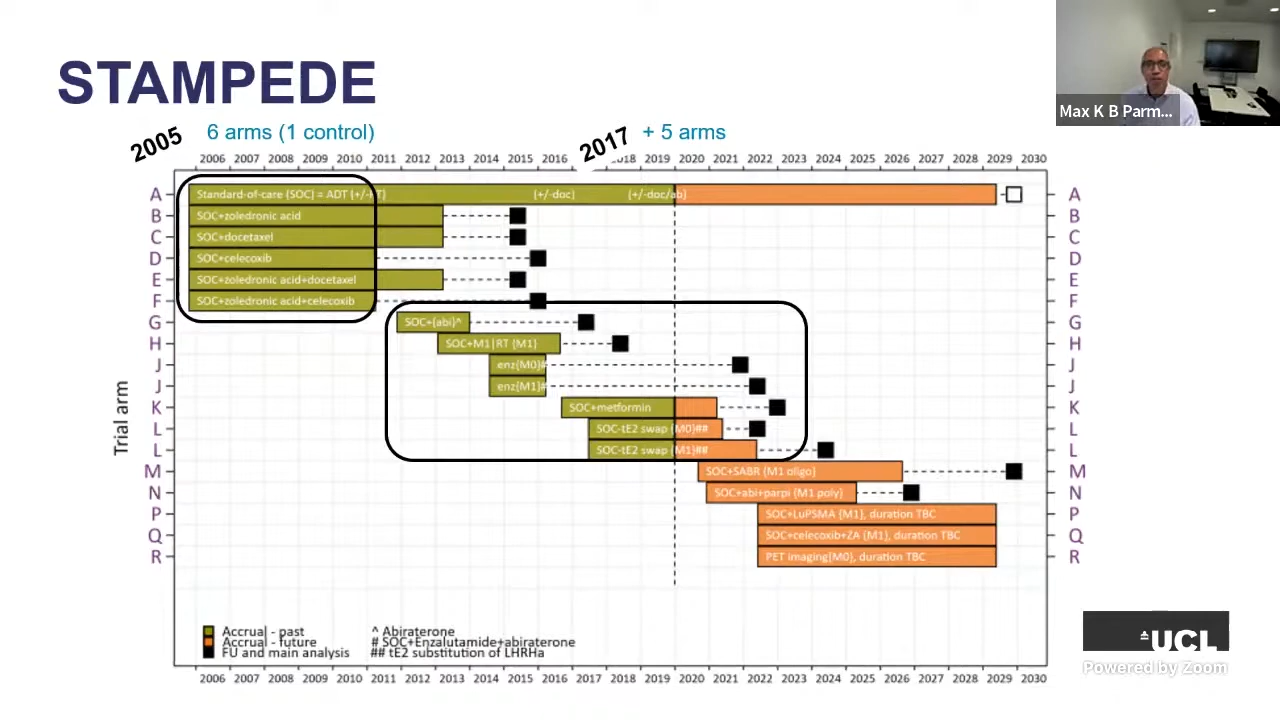 STAMPEDE
Max K B Parm...
2005
6 arms (1 control)
2017
+ 5 arms
2006 2007 2008 2009 2010 2011 2012 2013 2014 2015 2016 2018 2019 2020 2021 2022 2023 2024 2025 2026 2027 2028 2029 2030
Trial arm
A Standard-of-care (SOC) = ADT (+/-RT) (+/-doc) (+/-doc/ab) A
B SOC+zoledronic acid B
C SOC+docetaxel C
D SOC+celecoxib D
E SOC+zoledronic acid+docetaxel E
F SOC+zoledronic acid+celecoxib F
G SOC+(abi)^ G
H SOC+M1|RT (M1) H
J enz(M0)# J
J enz(M1)# J
K SOC+metformin K
L SOC-tE2 swap (M0)## L
L SOC-tE2 swap (M1)## L
M SOC+SABR (M1 oligo) M
N SOC+abi+parpi (M1 poly) N
P SOC+LuPSMA (M1), duration TBC P
Q SOC+celecoxib+ZA (M1), duration TBC Q
R PET imaging(M0), duration TBC R
Accrual - past ^ Abiraterone
Accrual - future # SOC+Enzalutamide+abiraterone
FU and main analysis ## tE2 substitution of LHRHa
2006 2007 2008 2009 2010 2011 2012 2013 2014 2015 2016 2017 2018 2019 2020 2021 2022 2023 2024 2025 2026 2027 2028 2029 2030
UCL
Powered by Zoom